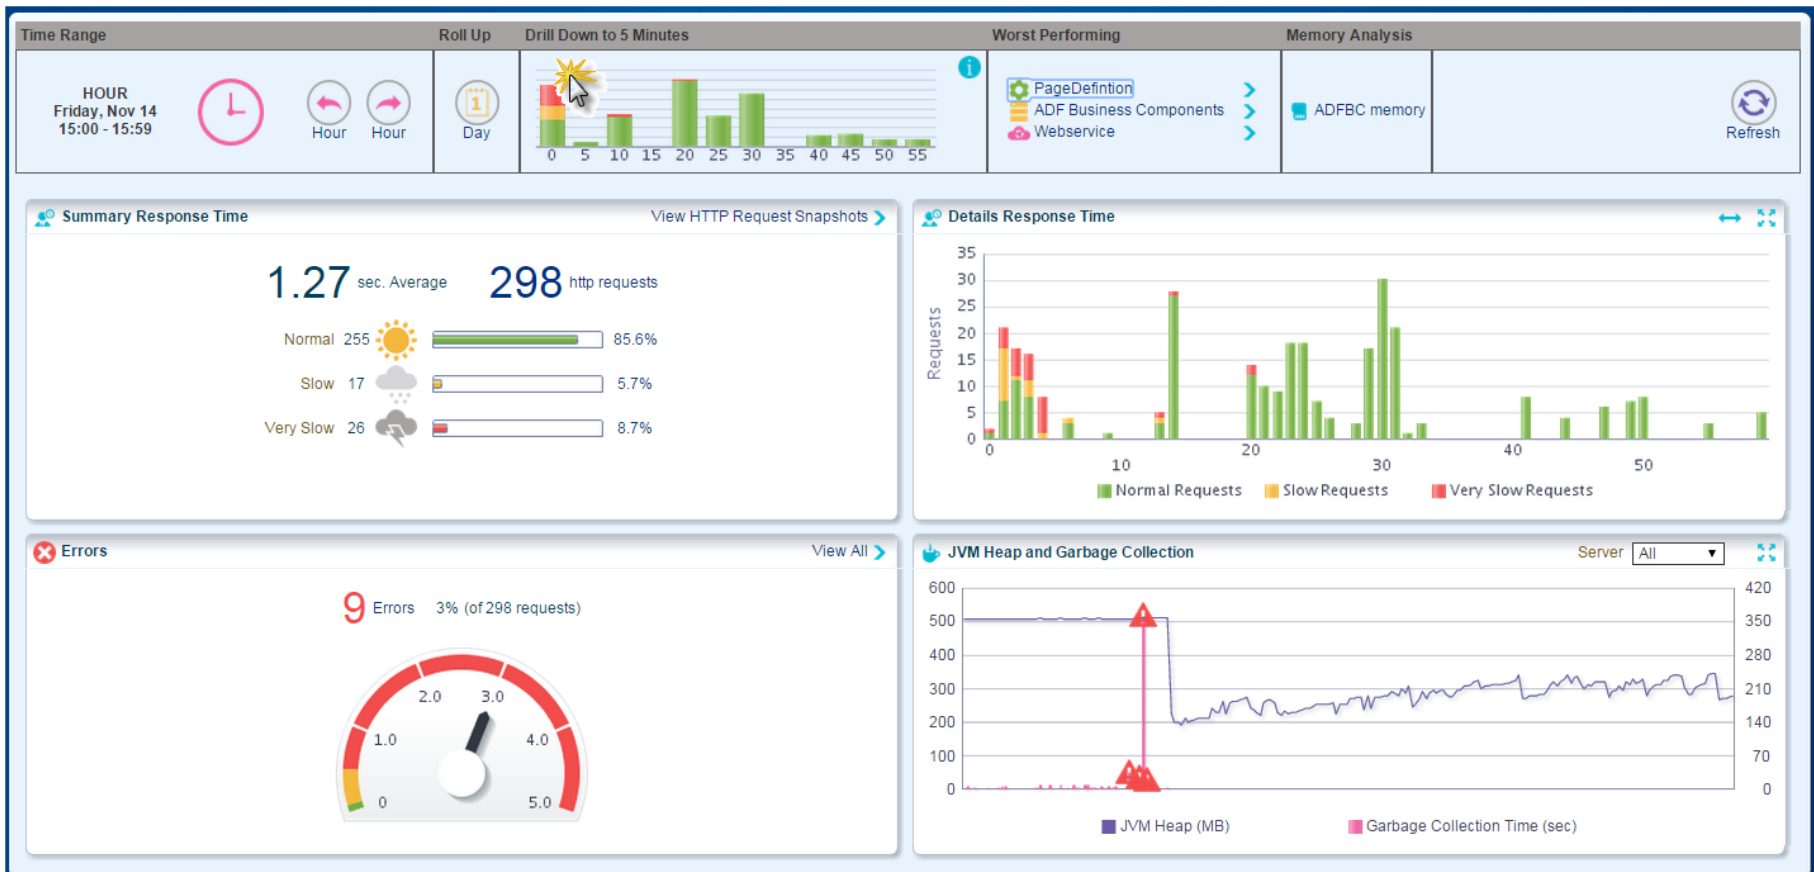 Time Range
Roll Up
Drill Down to 5 Minutes
Worst Performing
Memory Analysis
HOUR
Friday, Nov 14
15:00 - 15:59
Hour
Hour
1
Day
0 5 10 15 20 25 30 35 40 45 50 55
i
PageDefintion
ADF Business Components
Webservice
ADFBC memory
Refresh
Summary Response Time
View HTTP Request Snapshots
1.27 sec. Average 298 http requests
Normal 255 85.6%
Slow 17 5.7%
Very Slow 26 8.7%
Details Response Time
Requests
35
30
25
20
15
10
5
0
0 10 20 30 40 50
Normal Requests Slow Requests Very Slow Requests
Errors
View All
9 Errors 3% (of 298 requests)
0 1.0 2.0 3.0 4.0 5.0
JVM Heap and Garbage Collection
Server All
600 420
500 350
400 280
300 210
200 140
100 70
0 0
JVM Heap (MB) Garbage Collection Time (sec)